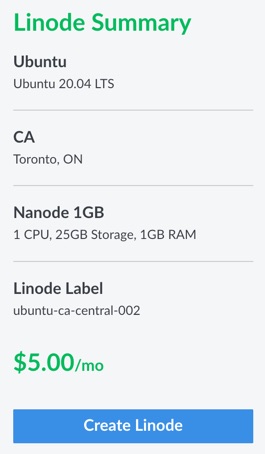 Linode Summary
Ubuntu
Ubuntu 20.04 LTS
CA
Toronto, ON
Nanode 1GB
1 CPU, 25GB Storage, 1GB RAM
Linode Label
ubuntu-ca-central-002
$5.00/mo
Create Linode